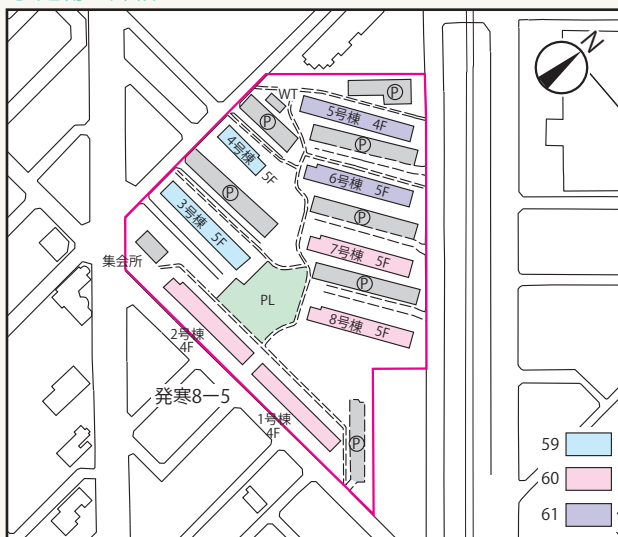 N
WT
Ⓟ
Ⓟ
5号棟 4F
Ⓟ
4号棟 5F
6号棟 5F
Ⓟ
Ⓟ
3号棟 5F
7号棟 5F
集会所
Ⓟ
PL
8号棟 5F
2号棟
4F
発寒8ー5
1号棟
4F
Ⓟ
59
60
61